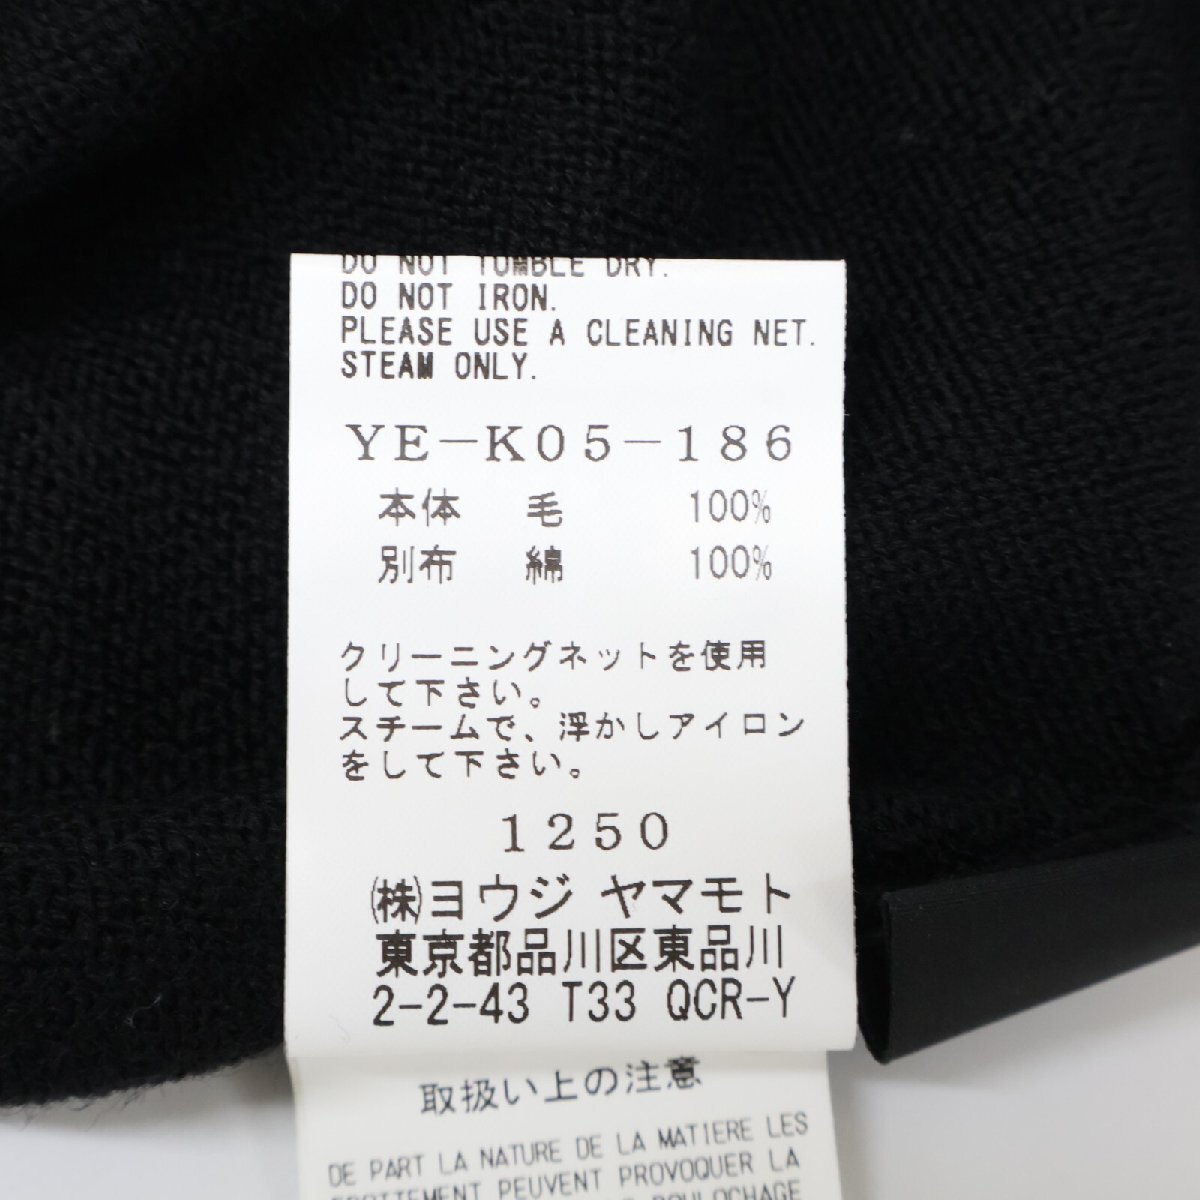 DO NOT TUMBLE DRY.
DO NOT IRON.
PLEASE USE A CLEANING NET.
STEAM ONLY.
YE-K05-186
本体 毛 100%
別布 綿 100%
クリーニングネットを使用
して下さい。
スチームで、浮かしアイロン
をして下さい。
1250
㈱ヨウジ ヤマモト
東京都品川区東品川
2-2-43 T33 QCR-Y
取扱い上の注意
DE PART LA NATURE DE LA MATIERE LES
FROTTEMENT PEUVENT PROVOQUER LA
BOULOCHAGE